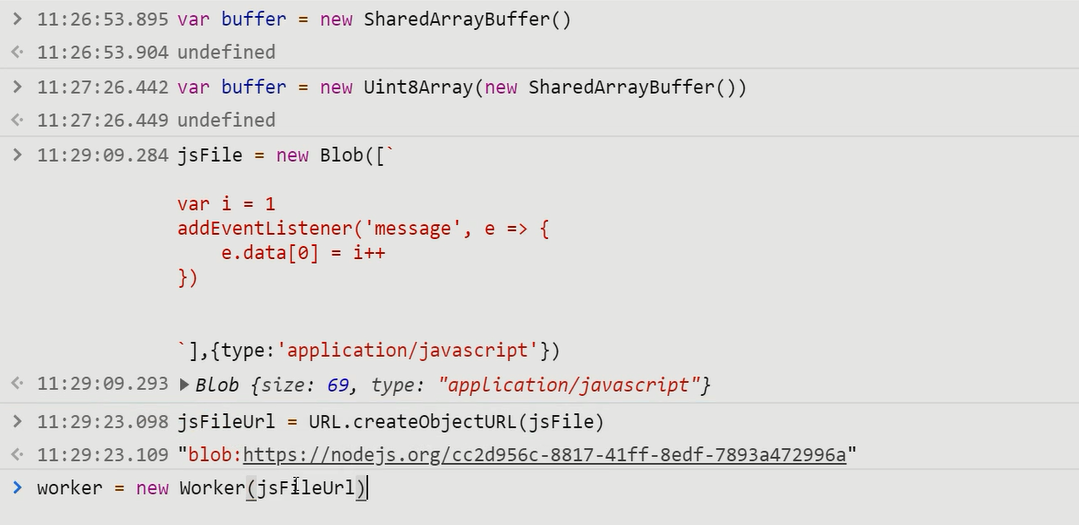 > 11:26:53.895 var buffer = new SharedArrayBuffer()
<· 11:26:53.904 undefined
> 11:27:26.442 var buffer = new Uint8Array(new SharedArrayBuffer())
<· 11:27:26.449 undefined
> 11:29:09.284 jsFile = new Blob([`
var i = 1
addEventListener('message', e => {
    e.data[0] = i++
})
`],{type:'application/javascript'})
<· 11:29:09.293 ▶ Blob {size: 69, type: "application/javascript"}
> 11:29:23.098 jsFileUrl = URL.createObjectURL(jsFile)
<· 11:29:23.109 "blob:https://nodejs.org/cc2d956c-8817-41ff-8edf-7893a472996a"
> worker = new Worker(jsFileUrl)